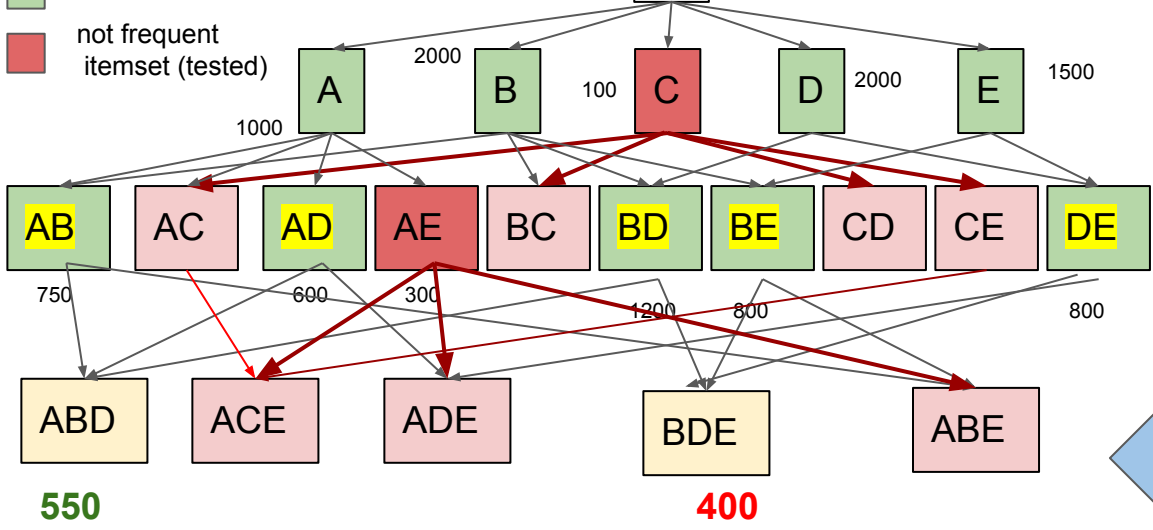 not frequent
itemset (tested)
2000
100
2000
1500
A
B
C
D
E
1000
AB
AC
AD
AE
BC
BD
BE
CD
CE
DE
750
600
300
1200
800
800
ABD
ACE
ADE
BDE
ABE
550
400